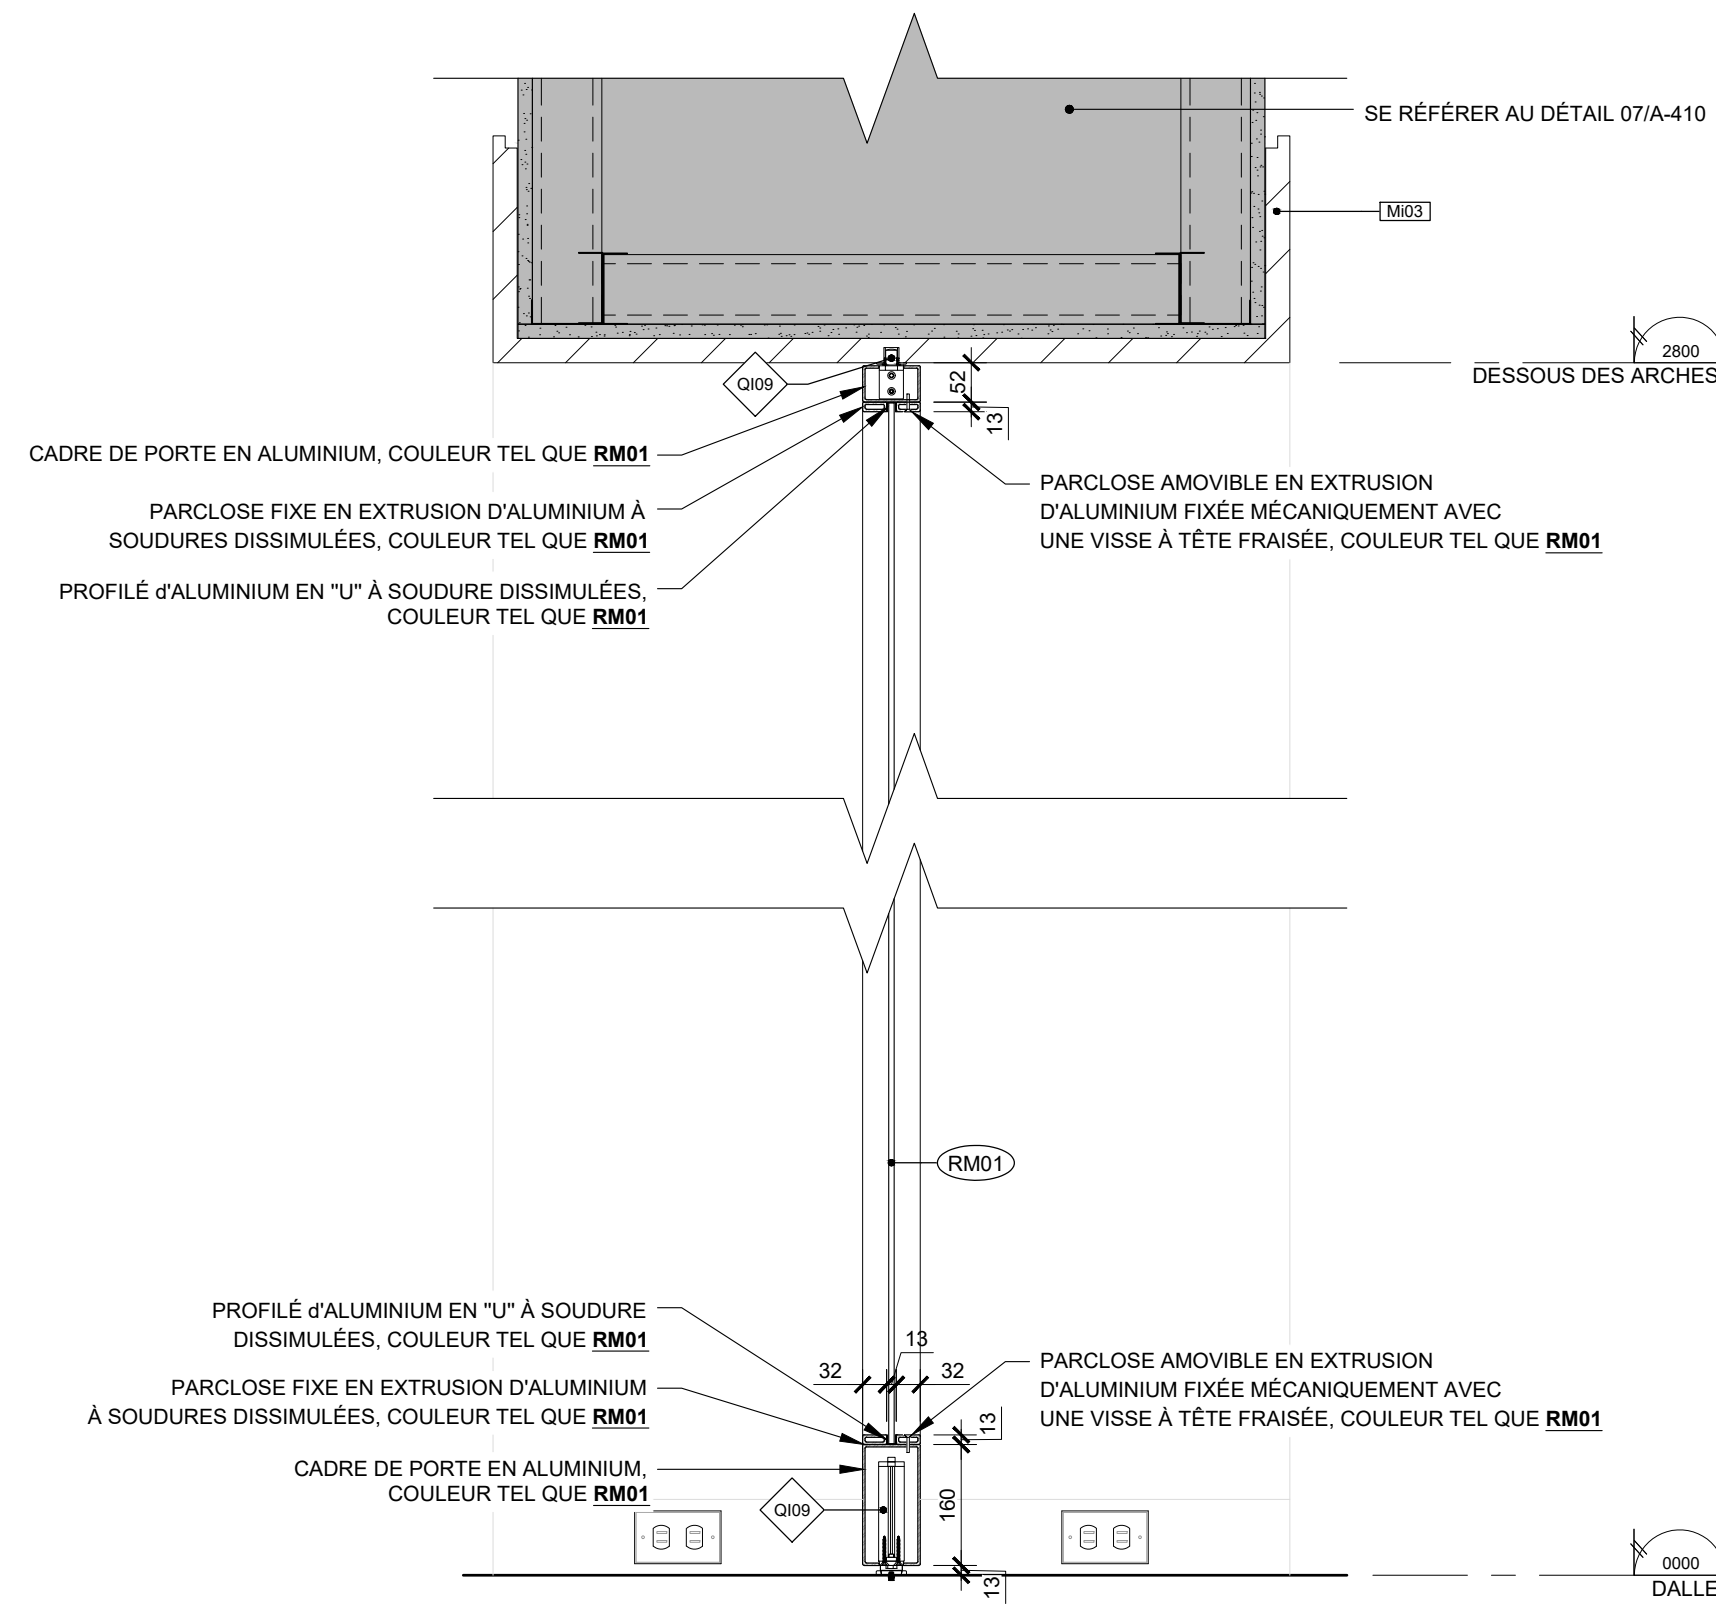 SE RÉFÉRER AU DÉTAIL 07/A-410
Mi03
2800
DESSOUS DES ARCHES
QI09
52
13
CADRE DE PORTE EN ALUMINIUM, COULEUR TEL QUE RM01
PARCLOSE FIXE EN EXTRUSION D'ALUMINIUM À
SOUDURES DISSIMULÉES, COULEUR TEL QUE RM01
PROFILÉ d'ALUMINIUM EN "U" À SOUDURE DISSIMULÉES,
COULEUR TEL QUE RM01
PARCLOSE AMOVIBLE EN EXTRUSION
D'ALUMINIUM FIXÉE MÉCANIQUEMENT AVEC
UNE VISSE À TÊTE FRAISÉE, COULEUR TEL QUE RM01
RM01
PROFILÉ d'ALUMINIUM EN "U" À SOUDURE
DISSIMULÉES, COULEUR TEL QUE RM01
PARCLOSE FIXE EN EXTRUSION D'ALUMINIUM
À SOUDURES DISSIMULÉES, COULEUR TEL QUE RM01
CADRE DE PORTE EN ALUMINIUM,
COULEUR TEL QUE RM01
32
13
32
PARCLOSE AMOVIBLE EN EXTRUSION
D'ALUMINIUM FIXÉE MÉCANIQUEMENT AVEC
UNE VISSE À TÊTE FRAISÉE, COULEUR TEL QUE RM01
13
160
13
QI09
0000
DALLE